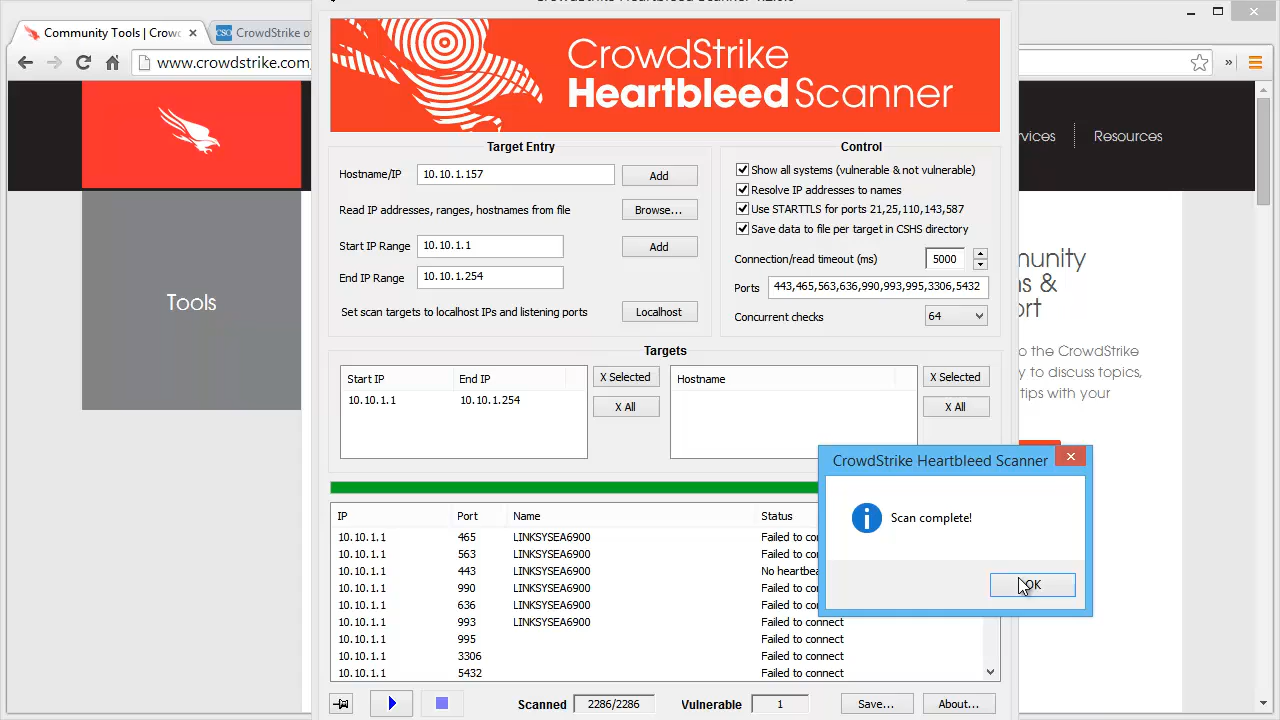 Community Tools | Crow
CrowdStrike o
www.crowdstrike.com
CrowdStrike
Heartbleed Scanner
Tools
rvices
Resources
Target Entry
Hostname/IP
10.10.1.157
Add
Read IP addresses, ranges, hostnames from file
Browse...
Start IP Range
10.10.1.1
Add
End IP Range
10.10.1.254
Set scan targets to localhost IPs and listening ports
Localhost
Control
Show all systems (vulnerable & not vulnerable)
Resolve IP addresses to names
Use STARTTLS for ports 21,25,110,143,587
Save data to file per target in CSHS directory
Connection/read timeout (ms)
5000
Ports
443,465,563,636,990,993,995,3306,5432
Concurrent checks
64
munity
ns &
ort
o the CrowdStrike
y to discuss topics,
tips with your
Targets
Start IP End IP
10.10.1.1 10.10.1.254
X Selected
X All
Hostname
X Selected
X All
IP Port Name Status
10.10.1.1 465 LINKSYSEA6900 Failed to co
10.10.1.1 563 LINKSYSEA6900 Failed to co
10.10.1.1 443 LINKSYSEA6900 No heartbea
10.10.1.1 990 LINKSYSEA6900 Failed to co
10.10.1.1 636 LINKSYSEA6900 Failed to co
10.10.1.1 993 LINKSYSEA6900 Failed to connect
10.10.1.1 995 Failed to connect
10.10.1.1 3306 Failed to connect
10.10.1.1 5432 Failed to connect
CrowdStrike Heartbleed Scanner
Scan complete!
OK
Scanned 2286/2286 Vulnerable 1 Save... About...